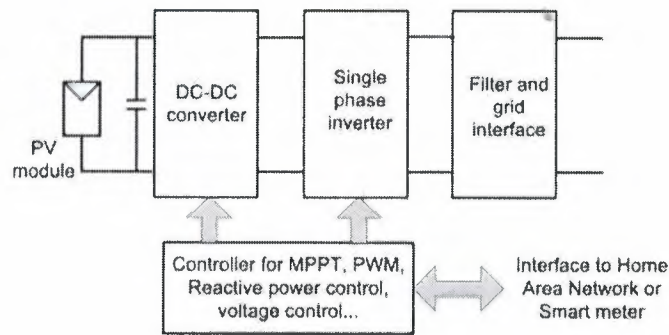 PV
module
DC-DC
converter
Single
phase
inverter
Filter and
grid
interface
Controller for MPPT, PWM,
Reactive power control,
voltage control...
Interface to Home
Area Network or
Smart meter